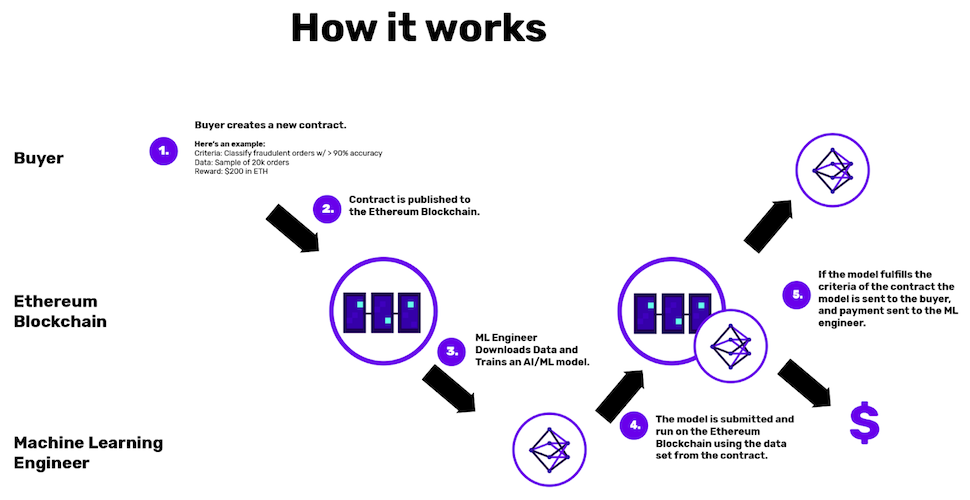 How it works
Buyer
1.
Buyer creates a new contract.
Here's an example:
Criteria: Classify fraudulent orders w/ > 90% accuracy
Data: Sample of 20k orders
Reward: $200 in ETH
2.
Contract is published to
the Ethereum Blockchain.
Ethereum
Blockchain
3.
ML Engineer
Downloads Data and
Trains an AI/ML model.
Machine Learning
Engineer
4.
The model is submitted and
run on the Ethereum
Blockchain using the data
set from the contract.
5.
If the model fulfills the
criteria of the contract the
model is sent to the buyer,
and payment sent to the ML
engineer.
$